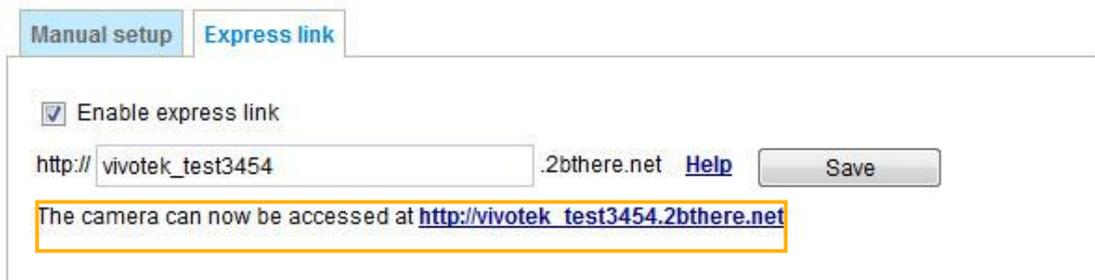 Manual setup Express link
Enable express link
http:// vivotek_test3454 .2bthere.net Help Save
The camera can now be accessed at http://vivotek_test3454.2bthere.net